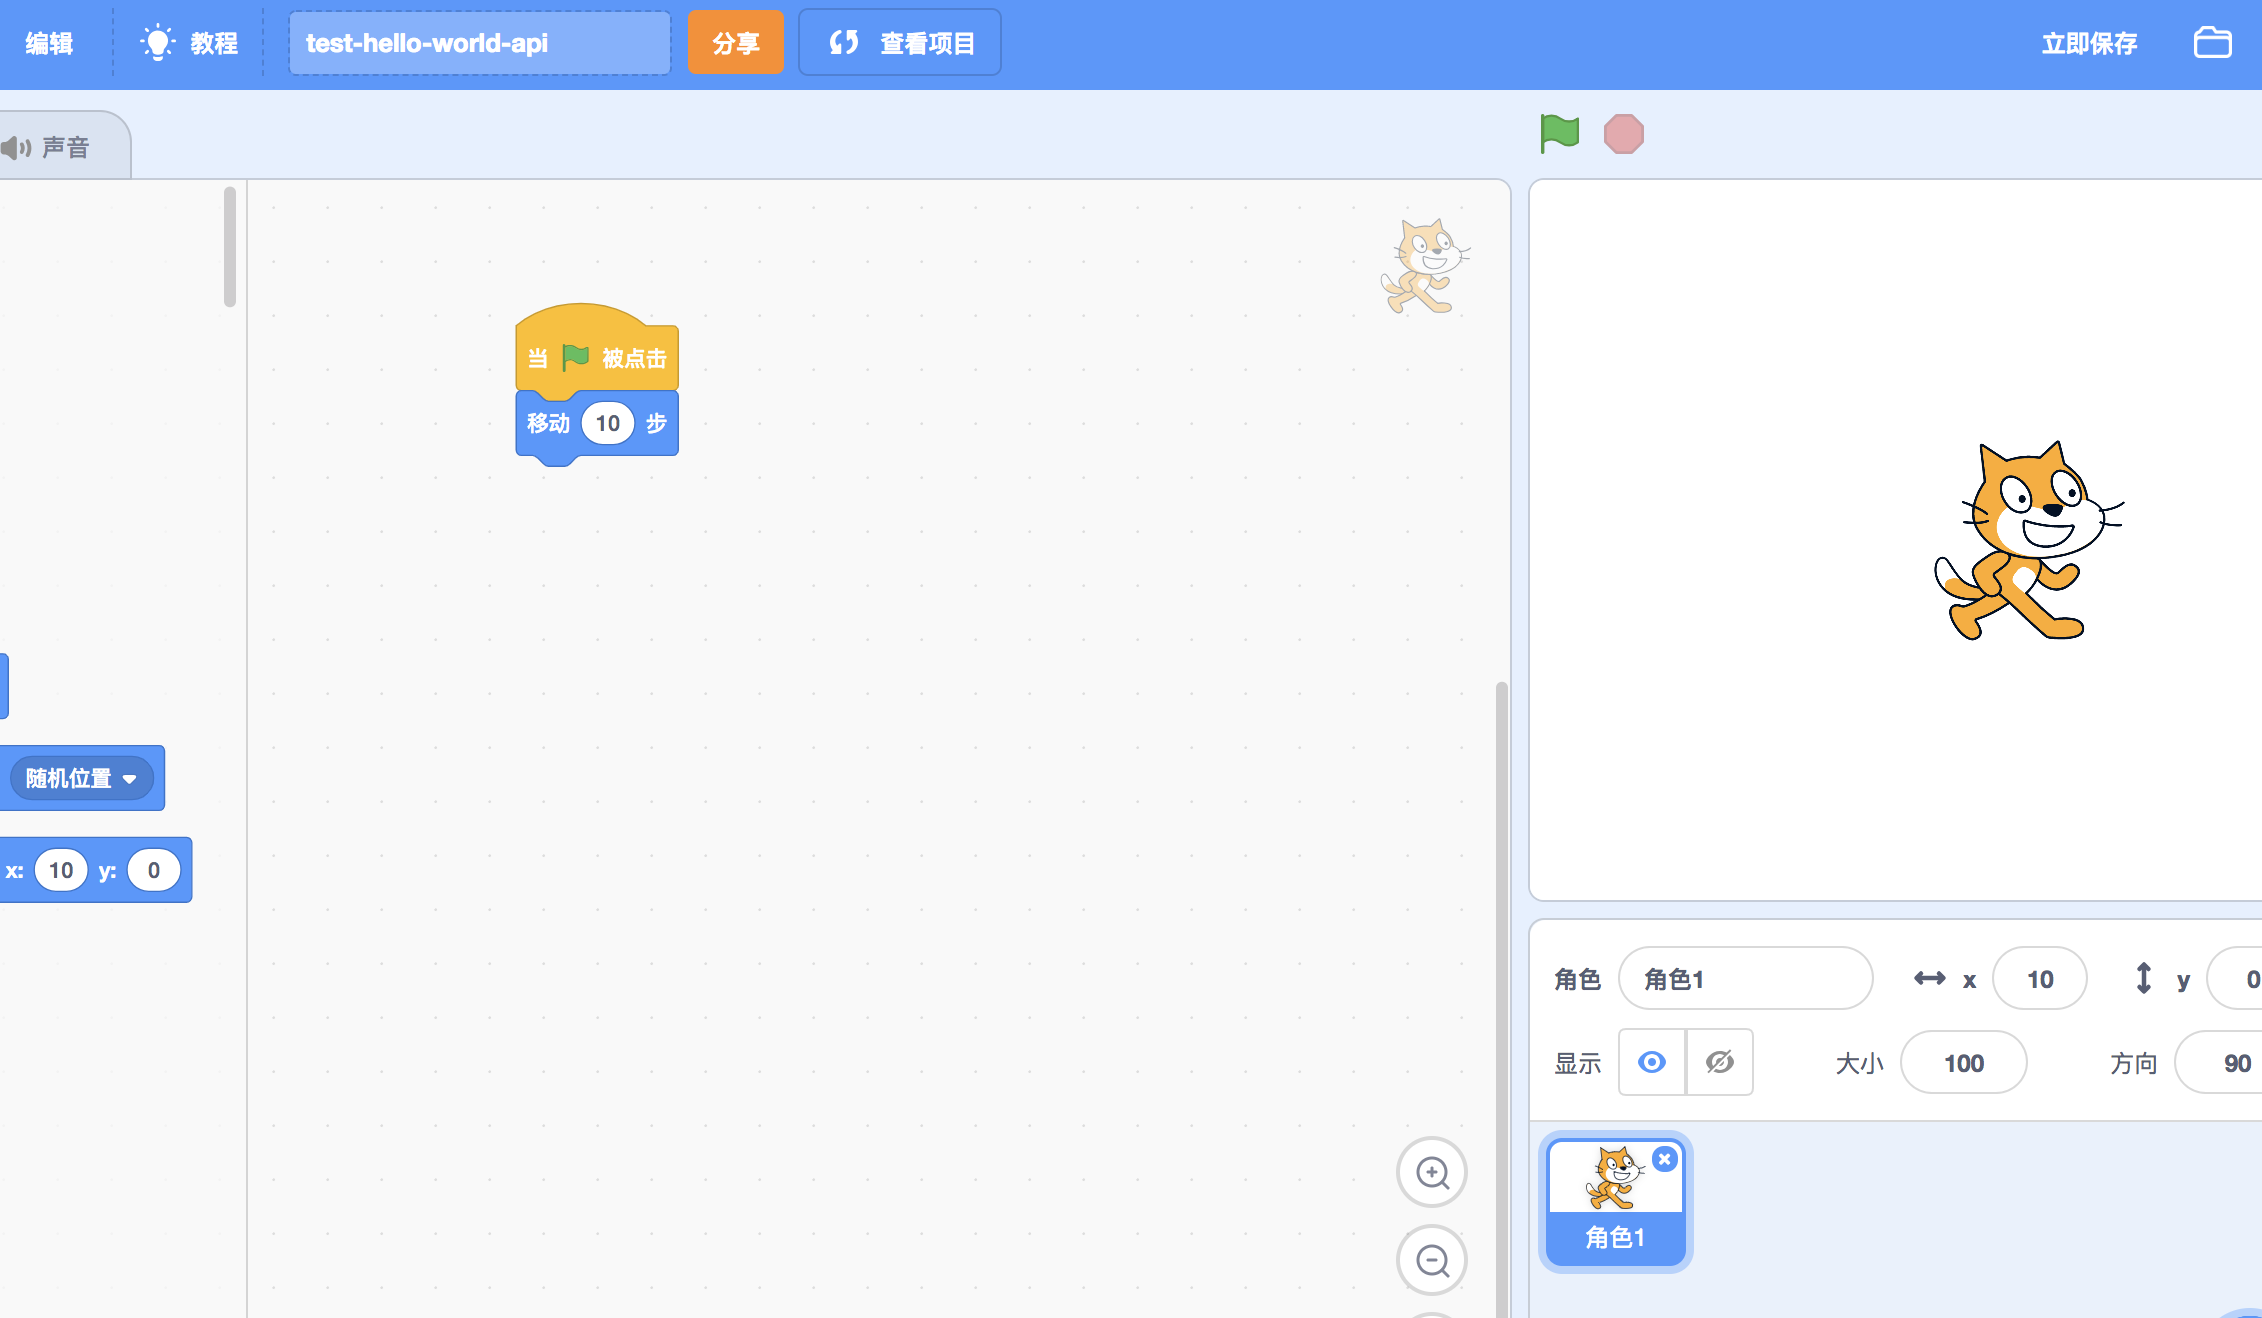 编辑
教程
test-hello-world-api
分享
查看项目
立即保存
声音
当 被点击
移动 10 步
随机位置
x: 10 y: 0
角色 角色1 x 10 y 0
显示 大小 100 方向 90
角色1